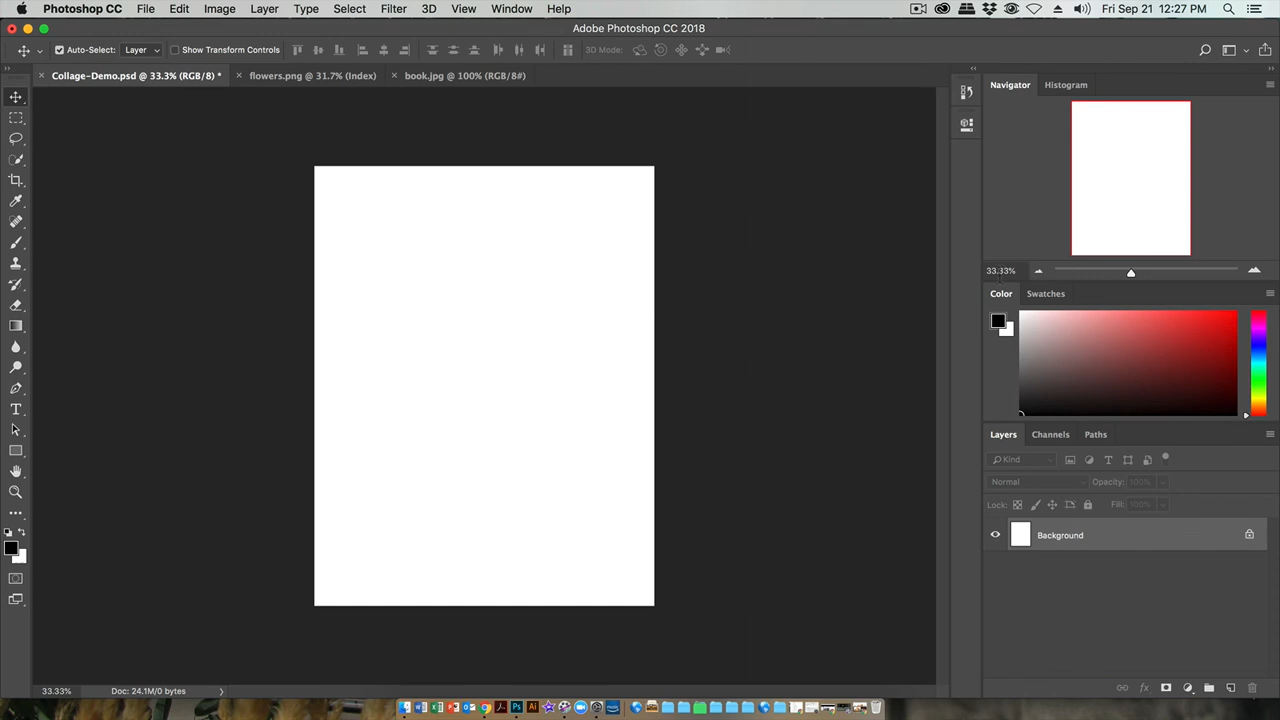 Photoshop CC File Edit Image Layer Type Select Filter 3D View Window Help Fri Sep 21 12:27 PM
Adobe Photoshop CC 2018
Auto-Select: Layer Show Transform Controls 3D Mode:
Collage-Demo.psd @ 33.3% (RGB/8) * flowers.png @ 31.7% (Index) book.jpg @ 100% (RGB/8#)
Navigator Histogram
33.33%
Color Swatches
Layers Channels Paths
Kind
Normal Opacity: 100%
Lock: Fill: 100%
Background
33.33% Doc: 24.1M/0 bytes